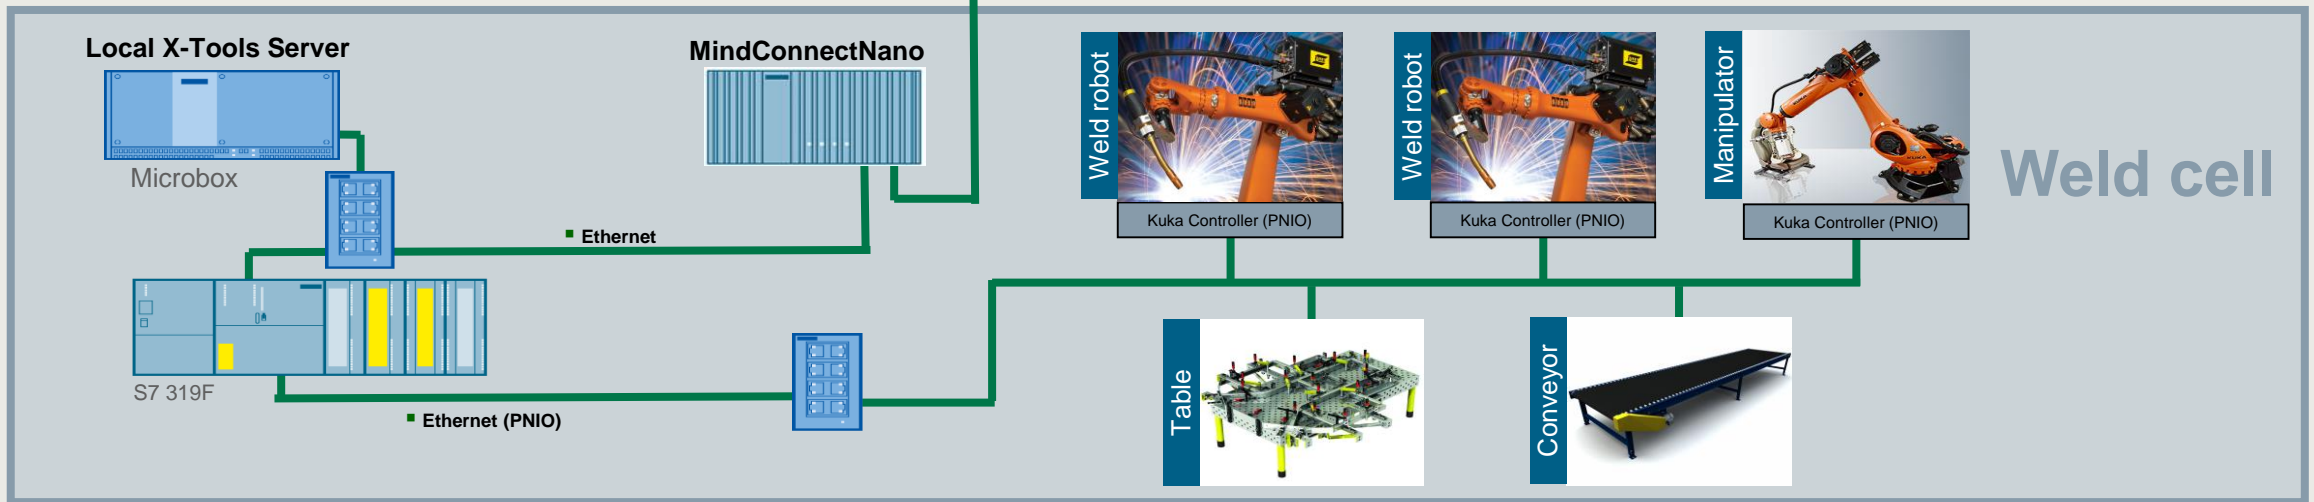 Local X-Tools Server
Microbox
MindConnectNano
Ethernet
S7 319F
Ethernet (PNIO)
Weld robot
Kuka Controller (PNIO)
Weld robot
Kuka Controller (PNIO)
Manipulator
KUKA
Kuka Controller (PNIO)
Table
Conveyor
Weld cell